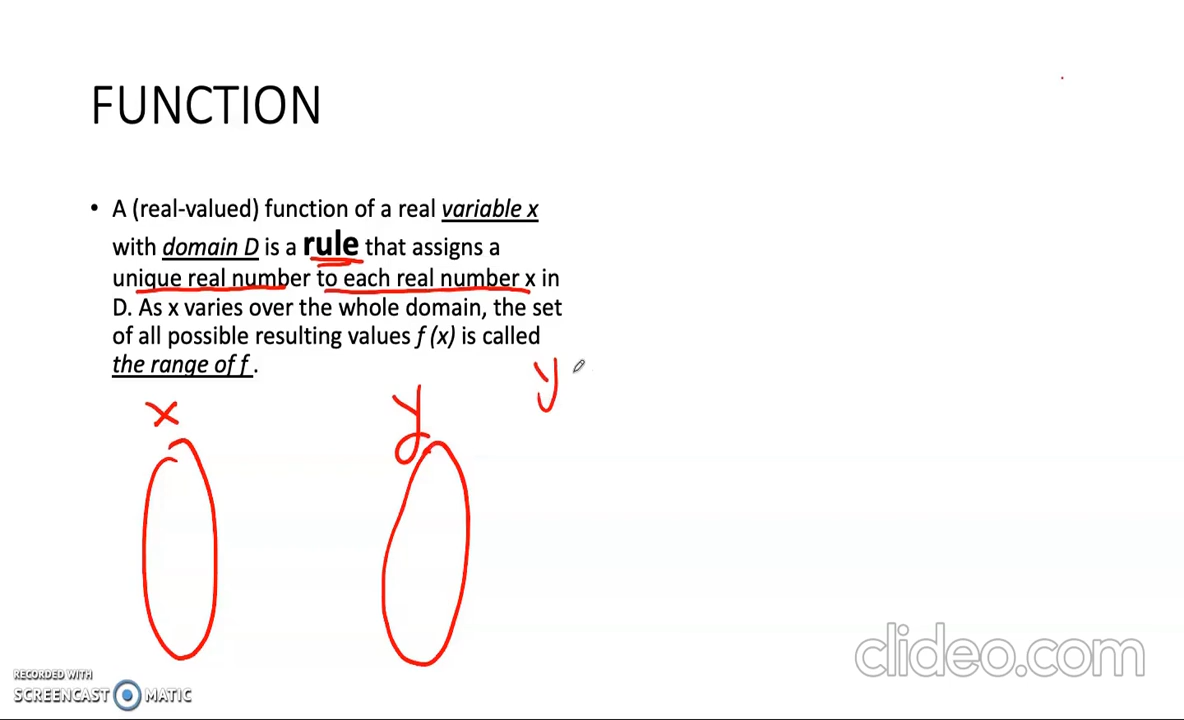 FUNCTION
• A (real-valued) function of a real variable x
with domain D is a rule that assigns a
unique real number to each real number x in
D. As x varies over the whole domain, the set
of all possible resulting values f (x) is called
the range of f .
y
x
y
clideo.com
RECORDED WITH
SCREENCAST MATIC